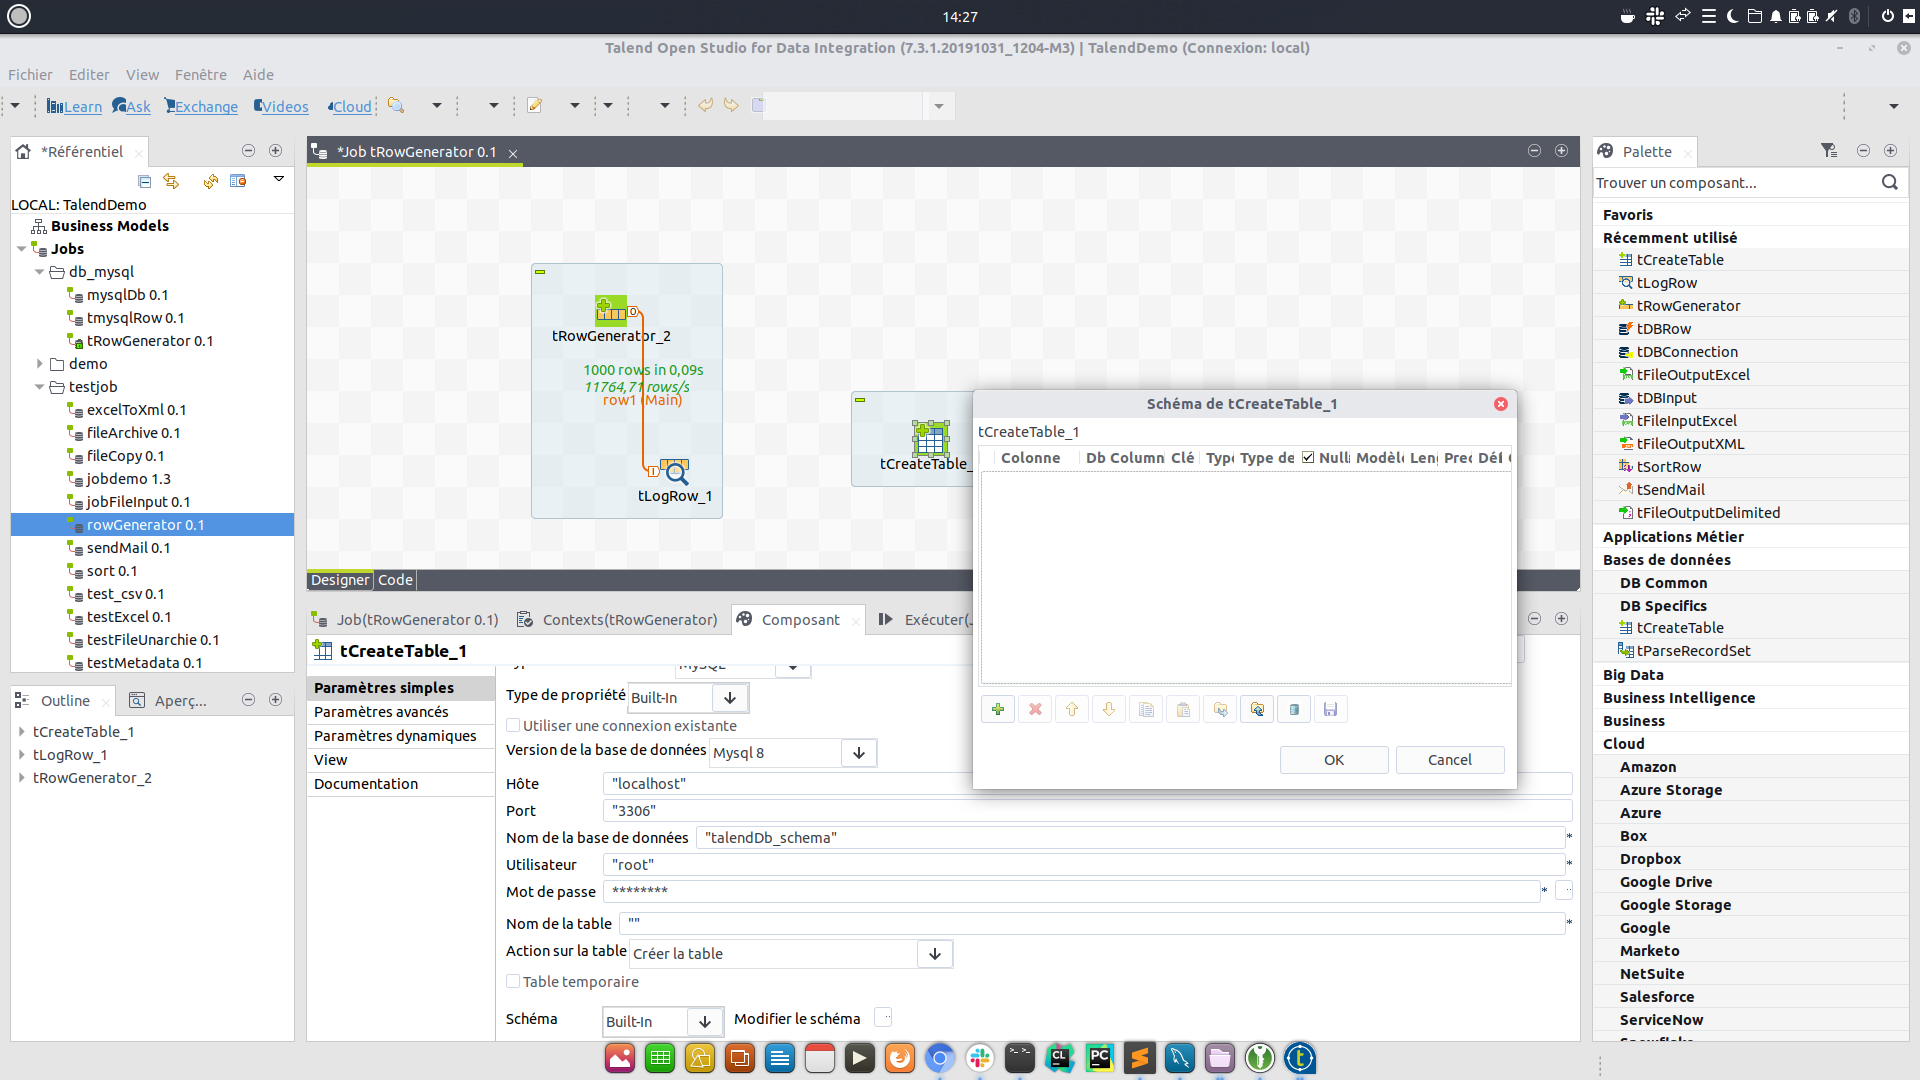 14:27
Talend Open Studio for Data Integration (7.3.1.20191031_1204-M3) | TalendDemo (Connexion: local)
Fichier Editer View Fenêtre Aide
Learn Ask Exchange Videos Cloud
*Référentiel
LOCAL: TalendDemo
Business Models
Jobs
db_mysql
mysqlDb 0.1
tmysqlRow 0.1
tRowGenerator 0.1
demo
testjob
excelToXml 0.1
fileArchive 0.1
fileCopy 0.1
jobdemo 1.3
jobFileInput 0.1
rowGenerator 0.1
sendMail 0.1
sort 0.1
test_csv 0.1
testExcel 0.1
testFileUnarchie 0.1
testMetadata 0.1
Outline Aperç...
tCreateTable_1
tLogRow_1
tRowGenerator_2
*Job tRowGenerator 0.1
tRowGenerator_2
1000 rows in 0,09s
11764,71 rows/s
row1 (Main)
tLogRow_1
tCreateTable_
Designer Code
Job(tRowGenerator 0.1) Contexts(tRowGenerator) Composant Exécuter(J
tCreateTable_1
Paramètres simples
Paramètres avancés
Paramètres dynamiques
View
Documentation
MySQL
Type de propriété Built-In
Utiliser une connexion existante
Version de la base de données Mysql 8
Hôte "localhost"
Port "3306"
Nom de la base de données "talendDb_schema" *
Utilisateur "root" *
Mot de passe ******** *
Nom de la table "" *
Action sur la table Créer la table
Table temporaire
Schéma Built-In Modifier le schéma
Schéma de tCreateTable_1
tCreateTable_1
Colonne Db Column Clé Type Type de Nulla Modèle Len Prec Déf
OK Cancel
Palette
Trouver un composant...
Favoris
Récemment utilisé
tCreateTable
tLogRow
tRowGenerator
tDBRow
tDBConnection
tFileOutputExcel
tDBInput
tFileInputExcel
tFileOutputXML
tSortRow
tSendMail
tFileOutputDelimited
Applications Métier
Bases de données
DB Common
DB Specifics
tCreateTable
tParseRecordSet
Big Data
Business Intelligence
Business
Cloud
Amazon
Azure Storage
Azure
Box
Dropbox
Google Drive
Google Storage
Google
Marketo
NetSuite
Salesforce
ServiceNow
CL PC